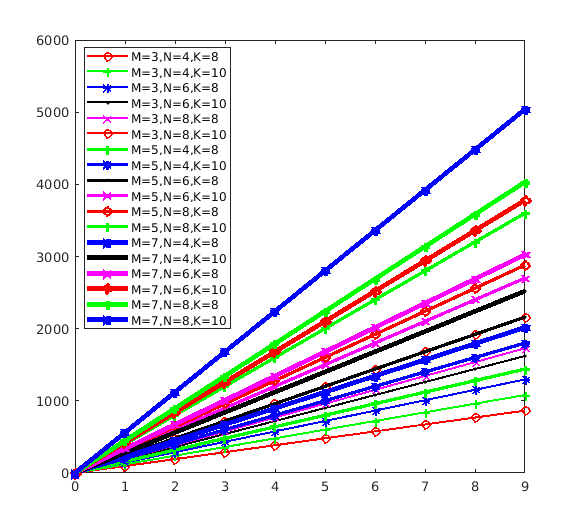 6000
5000
4000
3000
2000
1000
0
M=3,N=4,K=8
M=3,N=4,K=10
M=3,N=6,K=8
M=3,N=6,K=10
M=3,N=8,K=8
M=3,N=8,K=10
M=5,N=4,K=8
M=5,N=4,K=10
M=5,N=6,K=8
M=5,N=6,K=10
M=5,N=8,K=8
M=5,N=8,K=10
M=7,N=4,K=8
M=7,N=4,K=10
M=7,N=6,K=8
M=7,N=6,K=10
M=7,N=8,K=8
M=7,N=8,K=10
0 1 2 3 4 5 6 7 8 9